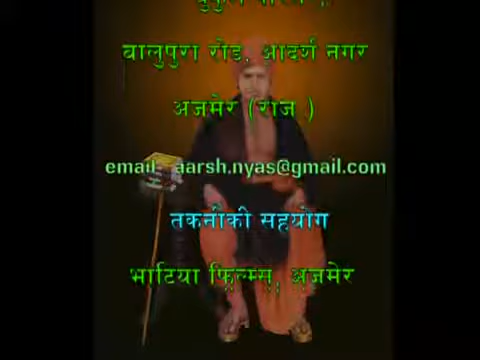 बालुपुरा रोड, आदर्श नगर
अजमेर (राज.)
email- aarsh.nyas@gmail.com
तकनीकी सहयोग
भाटिया फिल्म्स, अजमेर